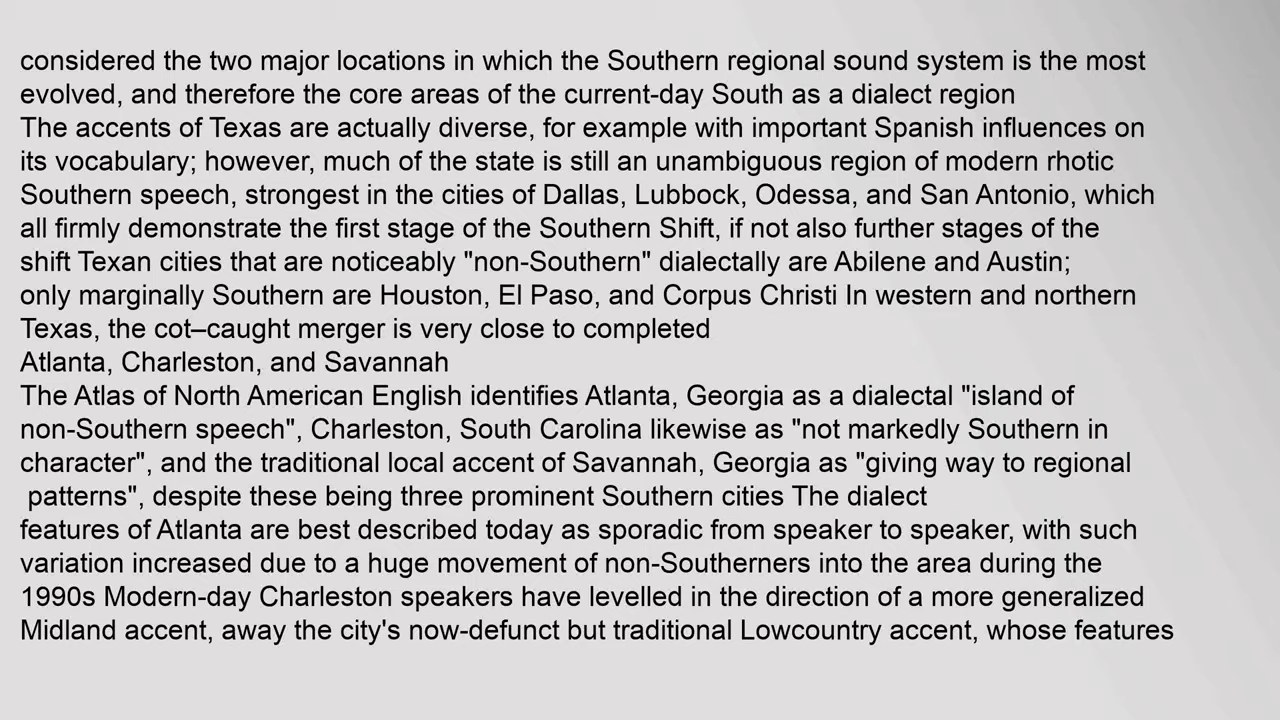 considered the two major locations in which the Southern regional sound system is the most
evolved, and therefore the core areas of the current-day South as a dialect region
The accents of Texas are actually diverse, for example with important Spanish influences on
its vocabulary; however, much of the state is still an unambiguous region of modern rhotic
Southern speech, strongest in the cities of Dallas, Lubbock, Odessa, and San Antonio, which
all firmly demonstrate the first stage of the Southern Shift, if not also further stages of the
shift Texan cities that are noticeably "non-Southern" dialectally are Abilene and Austin;
only marginally Southern are Houston, El Paso, and Corpus Christi In western and northern
Texas, the cot–caught merger is very close to completed
Atlanta, Charleston, and Savannah
The Atlas of North American English identifies Atlanta, Georgia as a dialectal "island of
non-Southern speech", Charleston, South Carolina likewise as "not markedly Southern in
character", and the traditional local accent of Savannah, Georgia as "giving way to regional
patterns", despite these being three prominent Southern cities The dialect
features of Atlanta are best described today as sporadic from speaker to speaker, with such
variation increased due to a huge movement of non-Southerners into the area during the
1990s Modern-day Charleston speakers have levelled in the direction of a more generalized
Midland accent, away the city's now-defunct but traditional Lowcountry accent, whose features